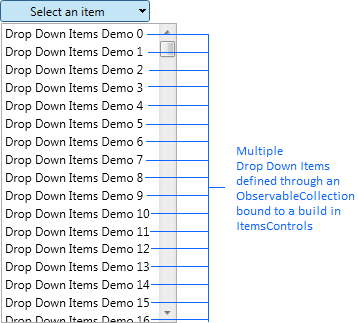 Select an item
Drop Down Items Demo 0
Drop Down Items Demo 1
Drop Down Items Demo 2
Drop Down Items Demo 3
Drop Down Items Demo 4
Drop Down Items Demo 5
Drop Down Items Demo 6
Drop Down Items Demo 7
Drop Down Items Demo 8
Drop Down Items Demo 9
Drop Down Items Demo 10
Drop Down Items Demo 11
Drop Down Items Demo 12
Drop Down Items Demo 13
Drop Down Items Demo 14
Drop Down Items Demo 15
Drop Down Items Demo 16
Multiple
Drop Down Items
defined through an
ObservableCollection
bound to a build in
ItemsControls